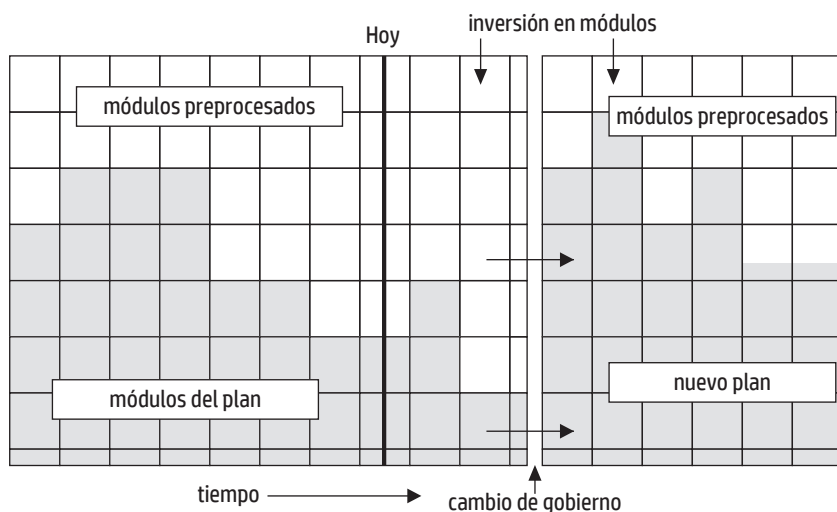 inversión en módulos
Hoy
módulos preprocesados
módulos preprocesados
módulos del plan
nuevo plan
tiempo
cambio de gobierno